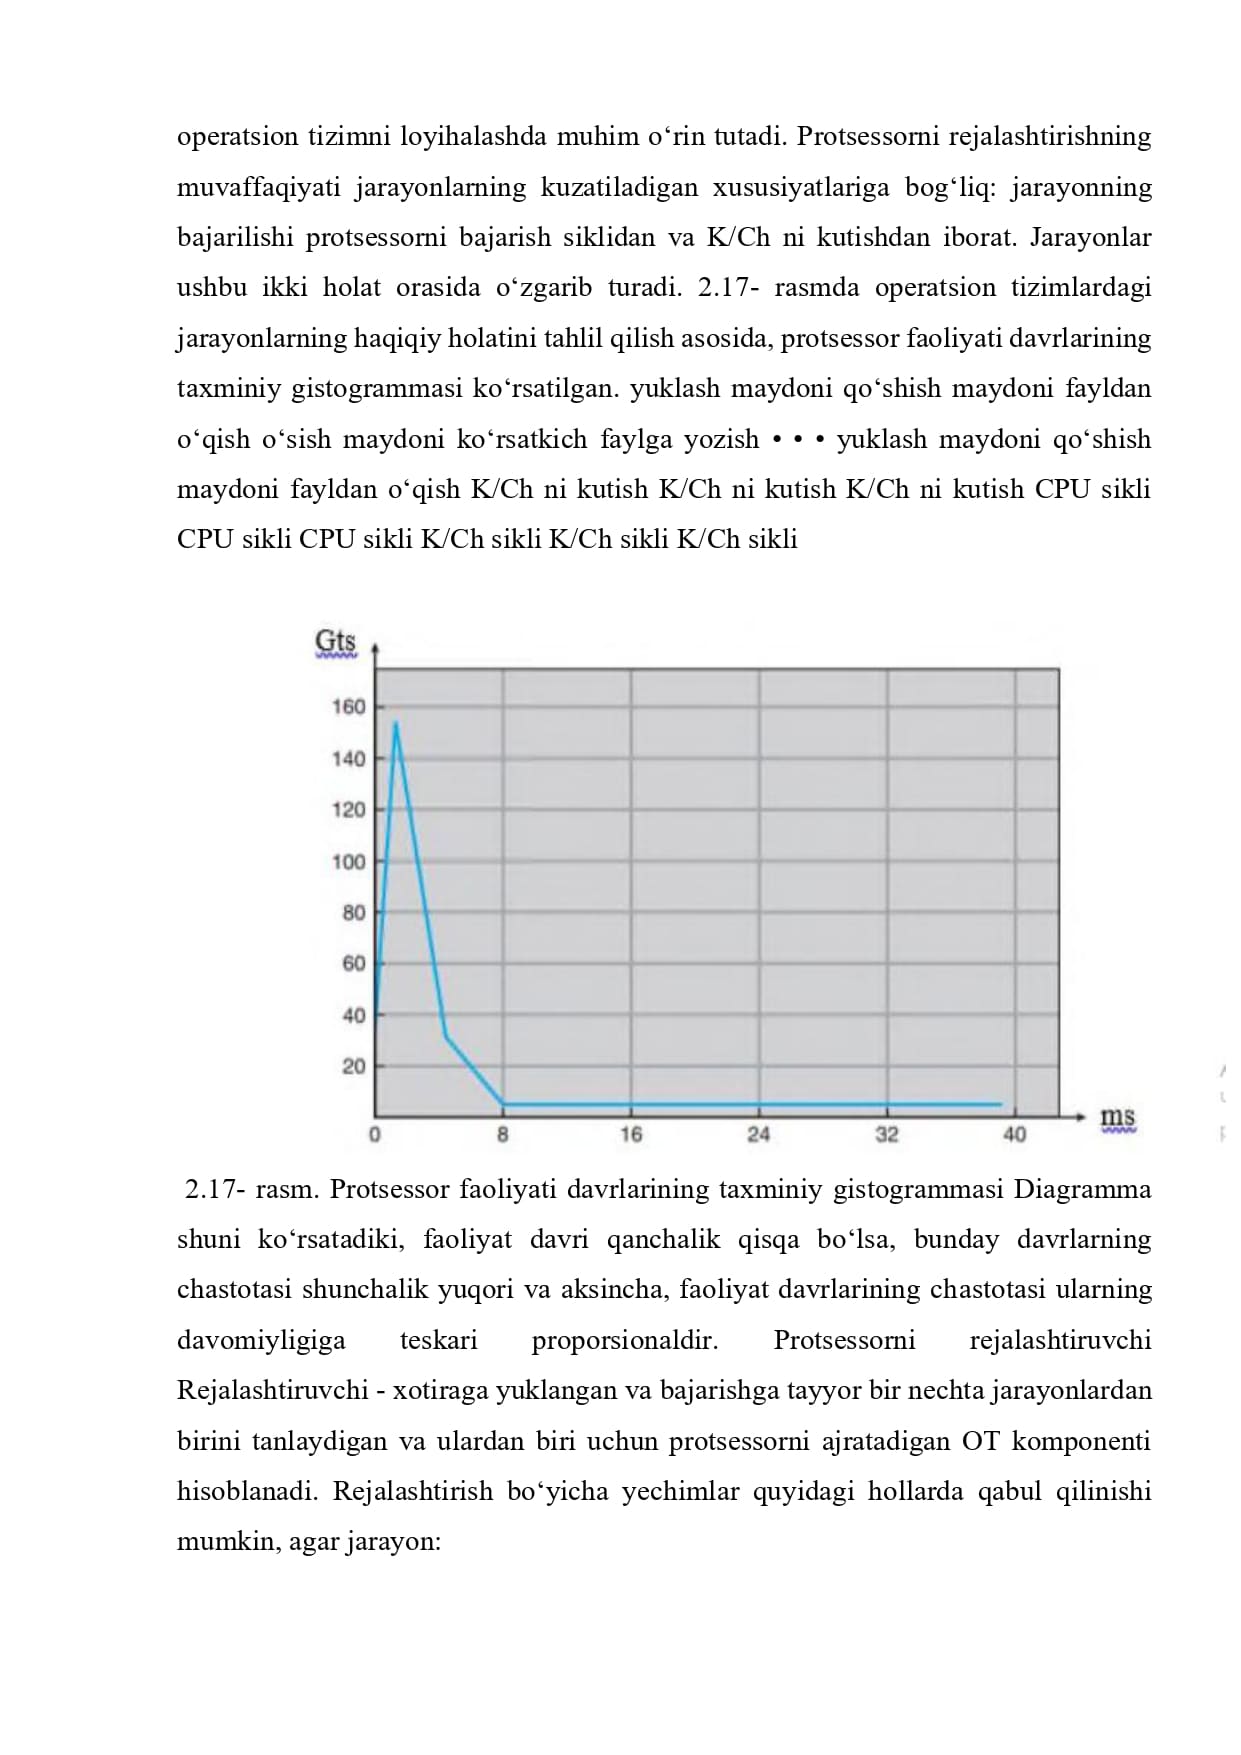 operatsion tizimni loyihalashda muhim o‘rin tutadi. Protsessorni rejalashtirishning
muvaffaqiyati jarayonlarning kuzatiladigan xususiyatlariga bog‘liq: jarayonning
bajarilishi protsessorni bajarish siklidan va K/Ch ni kutishdan iborat. Jarayonlar
ushbu ikki holat orasida o‘zgarib turadi. 2.17- rasmda operatsion tizimlardagi
jarayonlarning haqiqiy holatini tahlil qilish asosida, protsessor faoliyati davrlarining
taxminiy gistogrammasi ko‘rsatilgan. yuklash maydoni qo‘shish maydoni fayldan
o‘qish o‘sish maydoni ko‘rsatkich faylga yozish • • • yuklash maydoni qo‘shish
maydoni fayldan o‘qish K/Ch ni kutish K/Ch ni kutish K/Ch ni kutish CPU sikli
CPU sikli CPU sikli K/Ch sikli K/Ch sikli K/Ch sikli
Gts
160
140
120
100
80
60
40
20
0 8 16 24 32 40
ms
2.17- rasm. Protsessor faoliyati davrlarining taxminiy gistogrammasi Diagramma
shuni ko‘rsatadiki, faoliyat davri qanchalik qisqa bo‘lsa, bunday davrlarning
chastotasi shunchalik yuqori va aksincha, faoliyat davrlarining chastotasi ularning
davomiyligiga teskari proporsionaldir. Protsessorni rejalashtiruvchi
Rejalashtiruvchi - xotiraga yuklangan va bajarishga tayyor bir nechta jarayonlardan
birini tanlaydigan va ulardan biri uchun protsessorni ajratadigan OT komponenti
hisoblanadi. Rejalashtirish bo‘yicha yechimlar quyidagi hollarda qabul qilinishi
mumkin, agar jarayon: